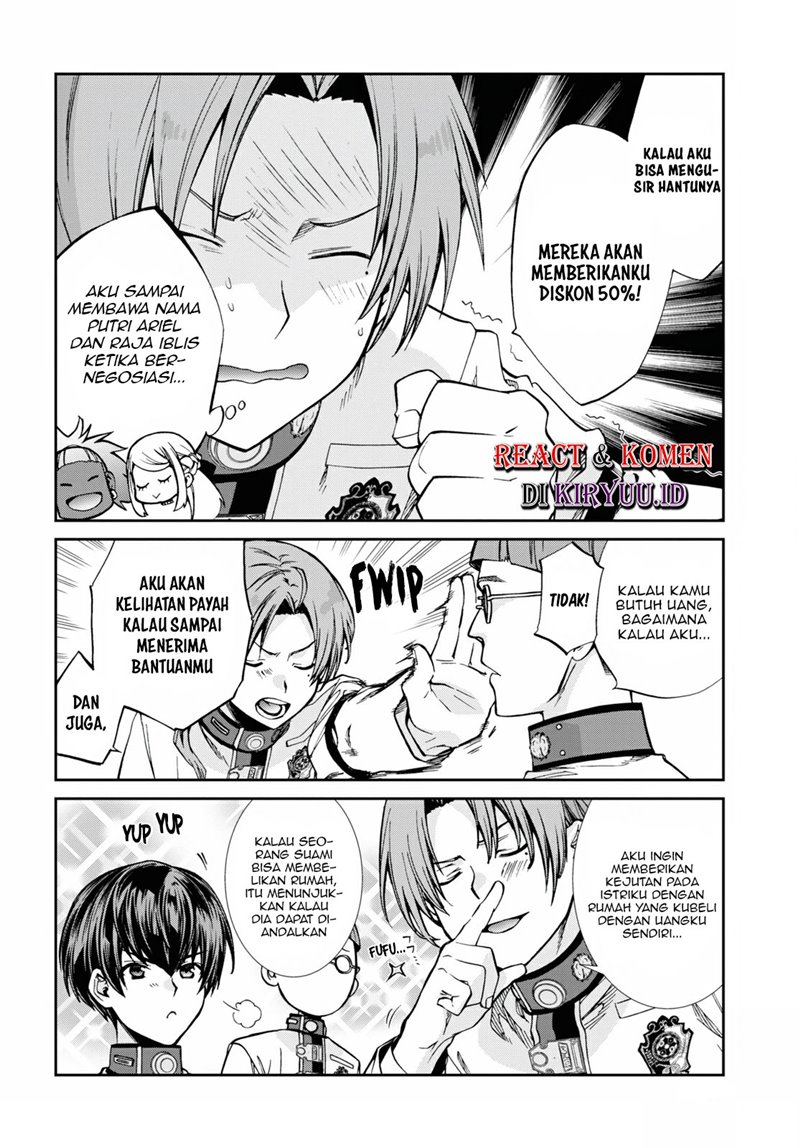 KALAU AKU
BISA MENGU-
SIR HANTUNYA
MEREKA AKAN
MEMBERIKANKU
DISKON 50%!
AKU SAMPAI
MEMBAWA NAMA
PUTRI ARIEL
DAN RAJA IBLIS
KETIKA BER-
NEGOSIASI...
REACT & KOMEN
DI KIRYUU.ID
KALAU KAMU
BUTUH UANG,
BAGAIMANA
KALAU AKU...
TIDAK!
FWIP
AKU AKAN
KELIHATAN PAYAH
KALAU SAMPAI
MENERIMA
BANTUANMU
DAN
JUGA,
AKU INGIN
MEMBERIKAN
KEJUTAN PADA
ISTRIKU DENGAN
RUMAH YANG KUBELI
DENGAN UANGKU
SENDIRI...
FUFU...
KALAU SEO-
RANG SUAMI
BISA MEMBE-
LIKAN RUMAH,
ITU MENUNJUK-
KAN KALAU
DIA DAPAT DI-
ANDALKAN
YUP YUP